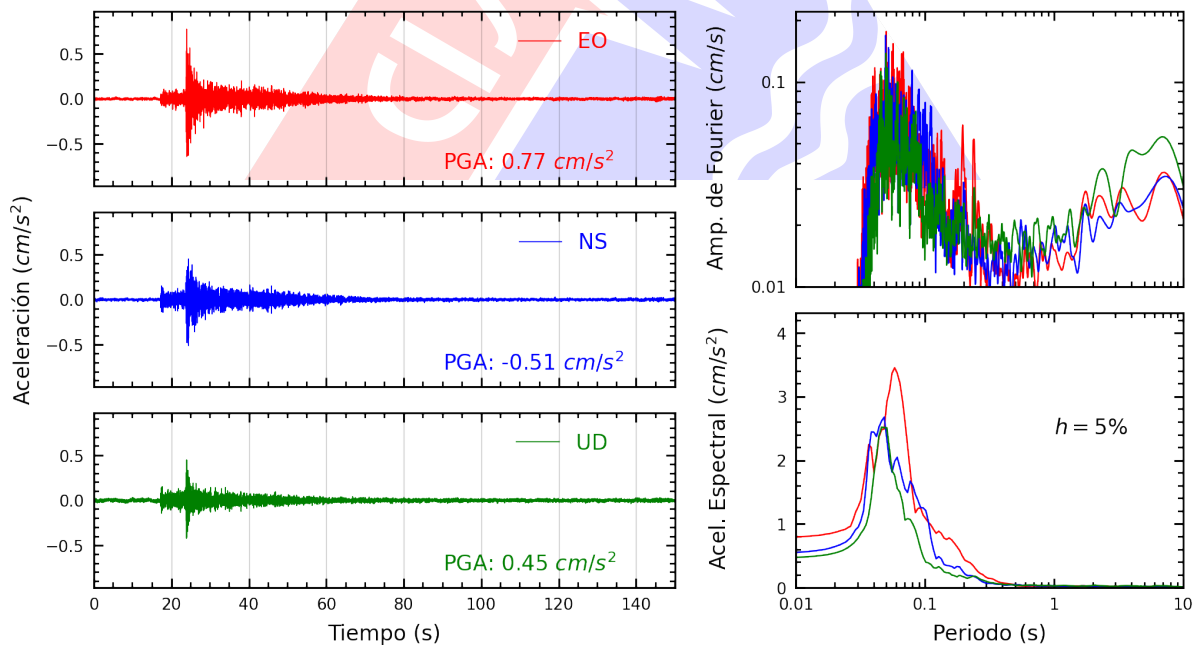 Aceleración (cm/s²)
0.5
0.0
-0.5
EO
PGA: 0.77 cm/s²
0.5
0.0
-0.5
NS
PGA: -0.51 cm/s²
0.5
0.0
-0.5
UD
PGA: 0.45 cm/s²
0 20 40 60 80 100 120 140
Tiempo (s)
Amp. de Fourier (cm/s)
0.1
0.01
Acel. Espectral (cm/s²)
4
3
2
1
0
h = 5%
0.01 0.1 1 10
Periodo (s)